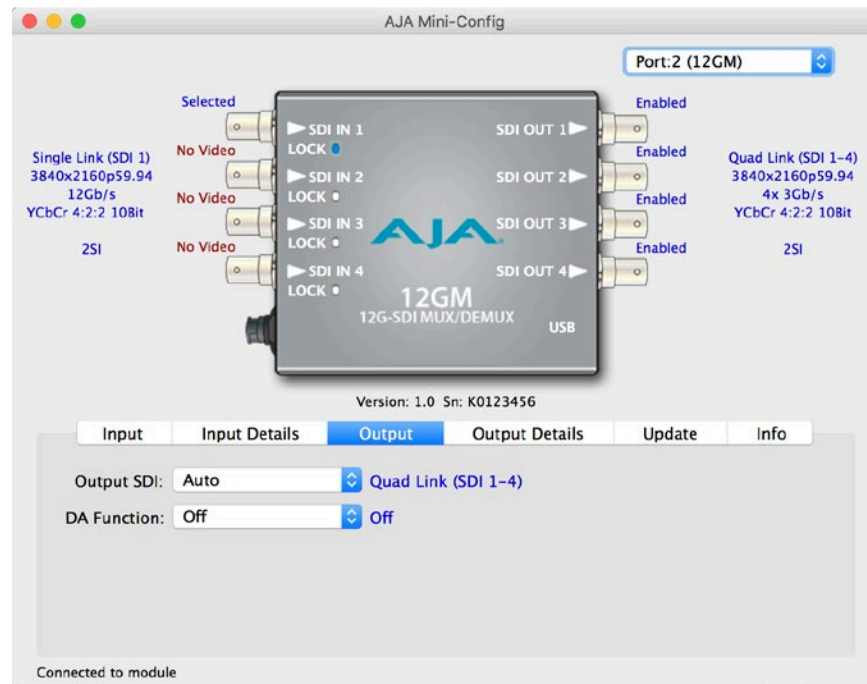 AJA Mini-Config
Port:2 (12GM)
Selected
Enabled
SDI IN 1
SDI OUT 1
LOCK
Single Link (SDI 1)
3840x2160p59.94
12Gb/s
YCbCr 4:2:2 10Bit
2SI
No Video
Enabled
SDI IN 2
SDI OUT 2
LOCK
Quad Link (SDI 1-4)
3840x2160p59.94
4x 3Gb/s
YCbCr 4:2:2 10Bit
2SI
No Video
Enabled
SDI IN 3
SDI OUT 3
LOCK
AJA
No Video
Enabled
SDI IN 4
SDI OUT 4
LOCK
12GM
12G-SDI MUX/DEMUX
USB
Version: 1.0 Sn: K0123456
Input Input Details Output Output Details Update Info
Output SDI: Auto Quad Link (SDI 1-4)
DA Function: Off Off
Connected to module